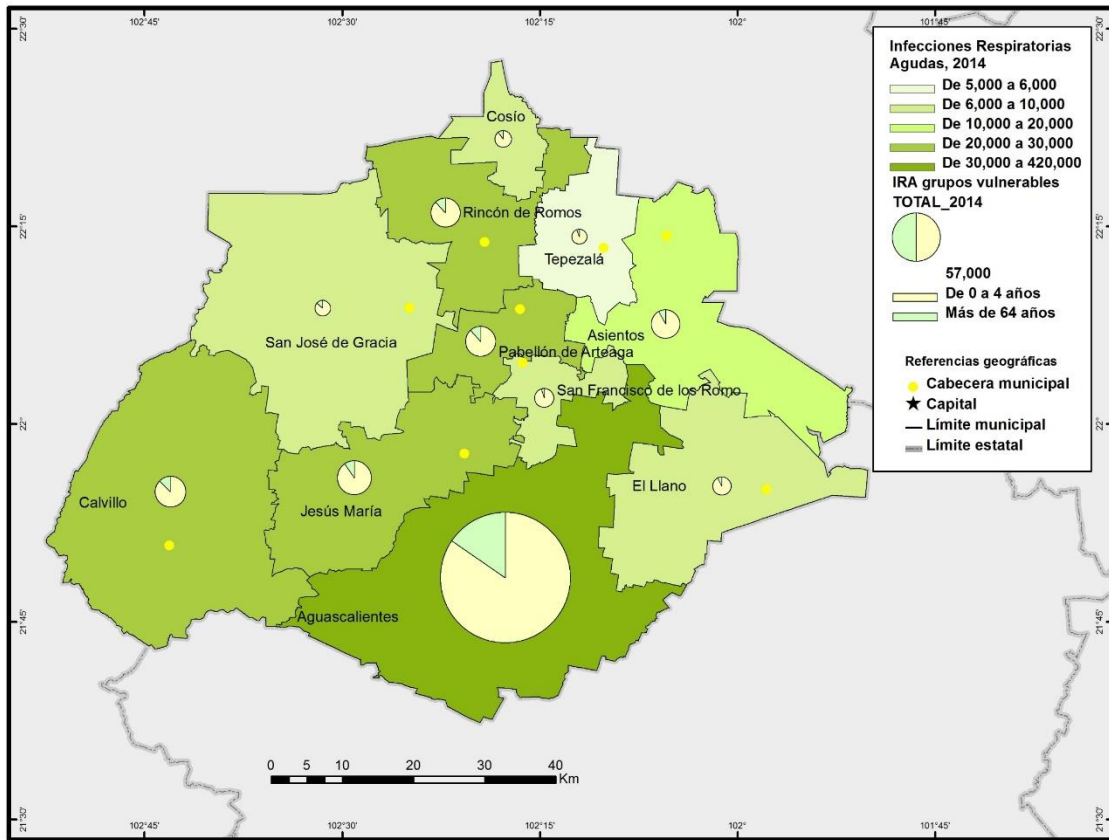 102°45'
102°30'
102°15'
102°
101°45'
22°30'
22°30'
Infecciones Respiratorias
Agudas, 2014
De 5,000 a 6,000
De 6,000 a 10,000
De 10,000 a 20,000
De 20,000 a 30,000
De 30,000 a 420,000
IRA grupos vulnerables
TOTAL_2014
57,000
De 0 a 4 años
Más de 64 años
Referencias geográficas
Cabecera municipal
Capital
Límite municipal
Límite estatal
Cosío
22°15'
22°15'
Rincón de Romos
Tepezalá
Asientos
San José de Gracia
Pabellón de Arteaga
San Francisco de los Romo
22°
22°
Calvillo
Jesús María
El Llano
Aguascalientes
21°45'
21°45'
0 5 10 20 30 40
Km
21°30'
21°30'
102°45'
102°30'
102°15'
102°
101°45'